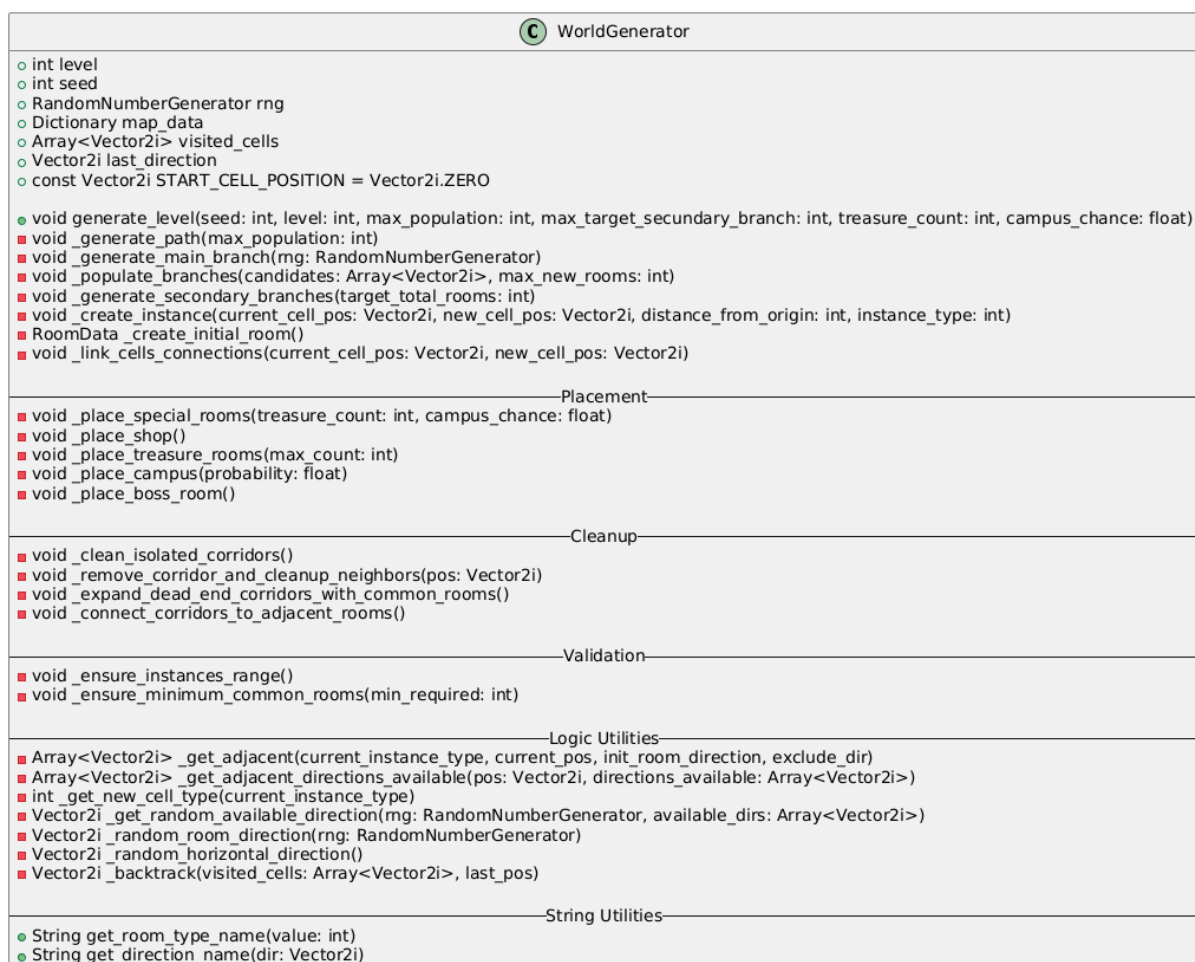 C WorldGenerator
int level
int seed
RandomNumberGenerator rng
Dictionary map_data
Array<Vector2i> visited_cells
Vector2i last_direction
const Vector2i START_CELL_POSITION = Vector2i.ZERO
void generate_level(seed: int, level: int, max_population: int, max_target_secundary_branch: int, treasure_count: int, campus_chance: float)
void _generate_path(max_population: int)
void _generate_main_branch(rng: RandomNumberGenerator)
void _populate_branches(candidates: Array<Vector2i>, max_new_rooms: int)
void _generate_secondary_branches(target_total_rooms: int)
void _create_instance(current_cell_pos: Vector2i, new_cell_pos: Vector2i, distance_from_origin: int, instance_type: int)
RoomData _create_initial_room()
void _link_cells_connections(current_cell_pos: Vector2i, new_cell_pos: Vector2i)
Placement
void _place_special_rooms(treasure_count: int, campus_chance: float)
void _place_shop()
void _place_treasure_rooms(max_count: int)
void _place_campus(probability: float)
void _place_boss_room()
Cleanup
void _clean_isolated_corridors()
void _remove_corridor_and_cleanup_neighbors(pos: Vector2i)
void _expand_dead_end_corridors_with_common_rooms()
void _connect_corridors_to_adjacent_rooms()
Validation
void _ensure_instances_range()
void _ensure_minimum_common_rooms(min_required: int)
Logic Utilities
Array<Vector2i> _get_adjacent(current_instance_type, current_pos, init_room_direction, exclude_dir)
Array<Vector2i> _get_adjacent_directions_available(pos: Vector2i, directions_available: Array<Vector2i>)
int _get_new_cell_type(current_instance_type)
Vector2i _get_random_available_direction(rng: RandomNumberGenerator, available_dirs: Array<Vector2i>)
Vector2i _random_room_direction(rng: RandomNumberGenerator)
Vector2i _random_horizontal_direction()
Vector2i _backtrack(visited_cells: Array<Vector2i>, last_pos)
String Utilities
String get_room_type_name(value: int)
String get_direction_name(dir: Vector2i)